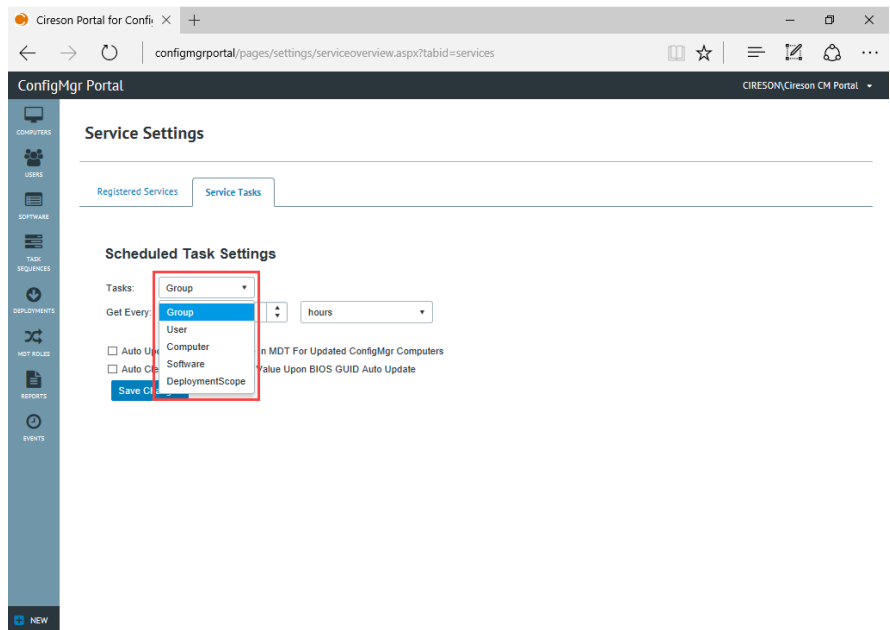 Cireson Portal for Confi
configmgrportal/pages/settings/serviceoverview.aspx?tabid=services
ConfigMgr Portal
CIRESON\Cireson CM Portal
COMPUTERS
USERS
SOFTWARE
TASK
SEQUENCES
DEPLOYMENTS
MDT ROLES
REPORTS
EVENTS
NEW
Service Settings
Registered Services
Service Tasks
Scheduled Task Settings
Tasks: Group
Get Every: hours
Group
User
Computer
Software
DeploymentScope
Auto Up n MDT For Updated ConfigMgr Computers
Auto Cle Value Upon BIOS GUID Auto Update
Save Ch